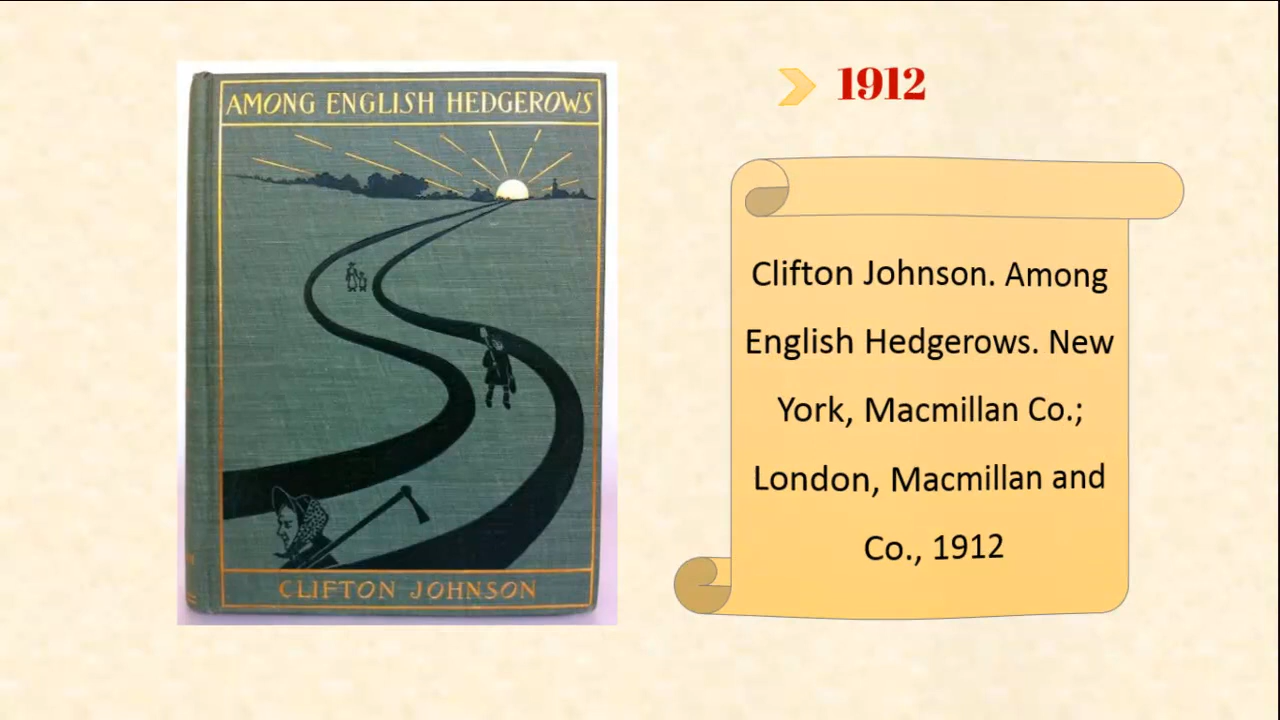 AMONG ENGLISH HEDGEROWS
CLIFTON JOHNSON
1912
Clifton Johnson. Among
English Hedgerows. New
York, Macmillan Co.;
London, Macmillan and
Co., 1912